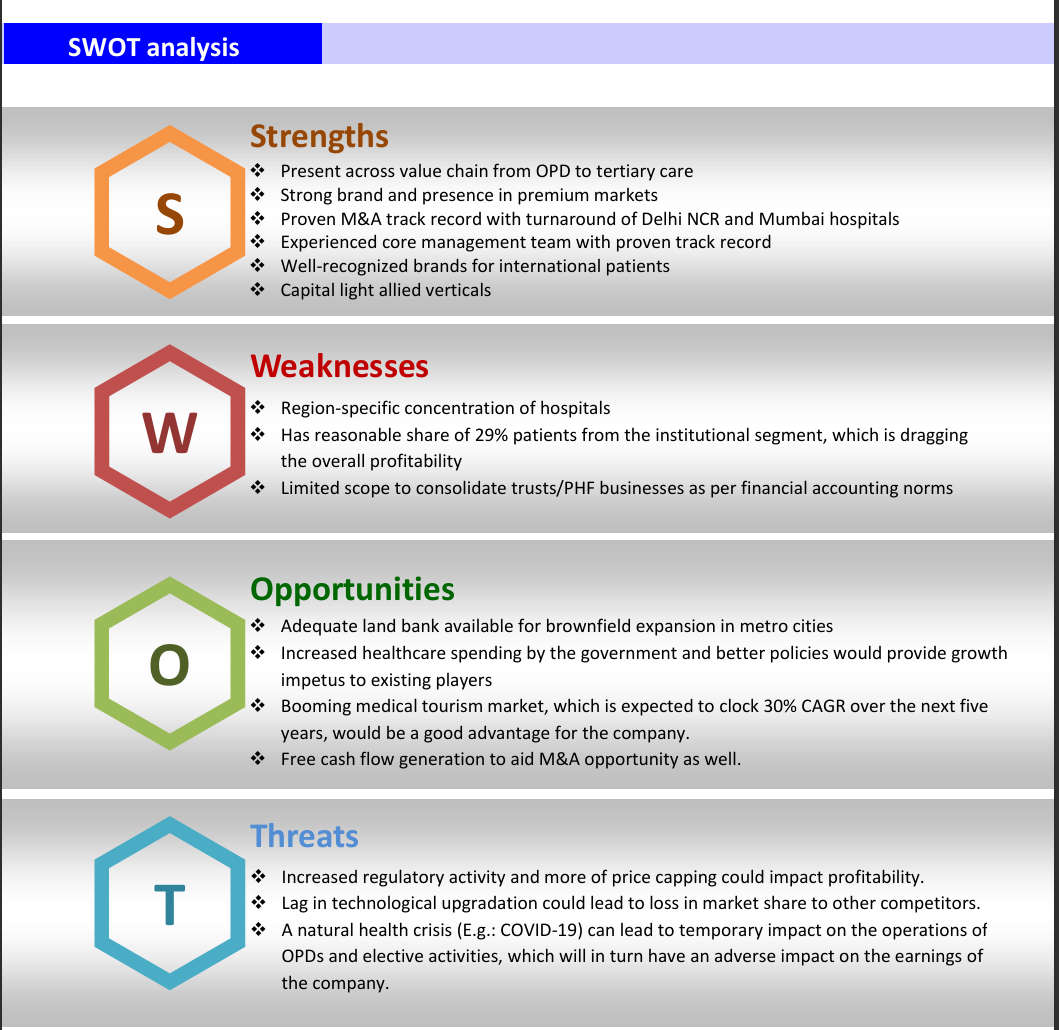 SWOT analysis
S
Strengths
❖ Present across value chain from OPD to tertiary care
❖ Strong brand and presence in premium markets
❖ Proven M&A track record with turnaround of Delhi NCR and Mumbai hospitals
❖ Experienced core management team with proven track record
❖ Well-recognized brands for international patients
❖ Capital light allied verticals
W
Weaknesses
❖ Region-specific concentration of hospitals
❖ Has reasonable share of 29% patients from the institutional segment, which is dragging
the overall profitability
❖ Limited scope to consolidate trusts/PHF businesses as per financial accounting norms
O
Opportunities
❖ Adequate land bank available for brownfield expansion in metro cities
❖ Increased healthcare spending by the government and better policies would provide growth
impetus to existing players
❖ Booming medical tourism market, which is expected to clock 30% CAGR over the next five
years, would be a good advantage for the company.
❖ Free cash flow generation to aid M&A opportunity as well.
T
Threats
❖ Increased regulatory activity and more of price capping could impact profitability.
❖ Lag in technological upgradation could lead to loss in market share to other competitors.
❖ A natural health crisis (E.g.: COVID-19) can lead to temporary impact on the operations of
OPDs and elective activities, which will in turn have an adverse impact on the earnings of
the company.